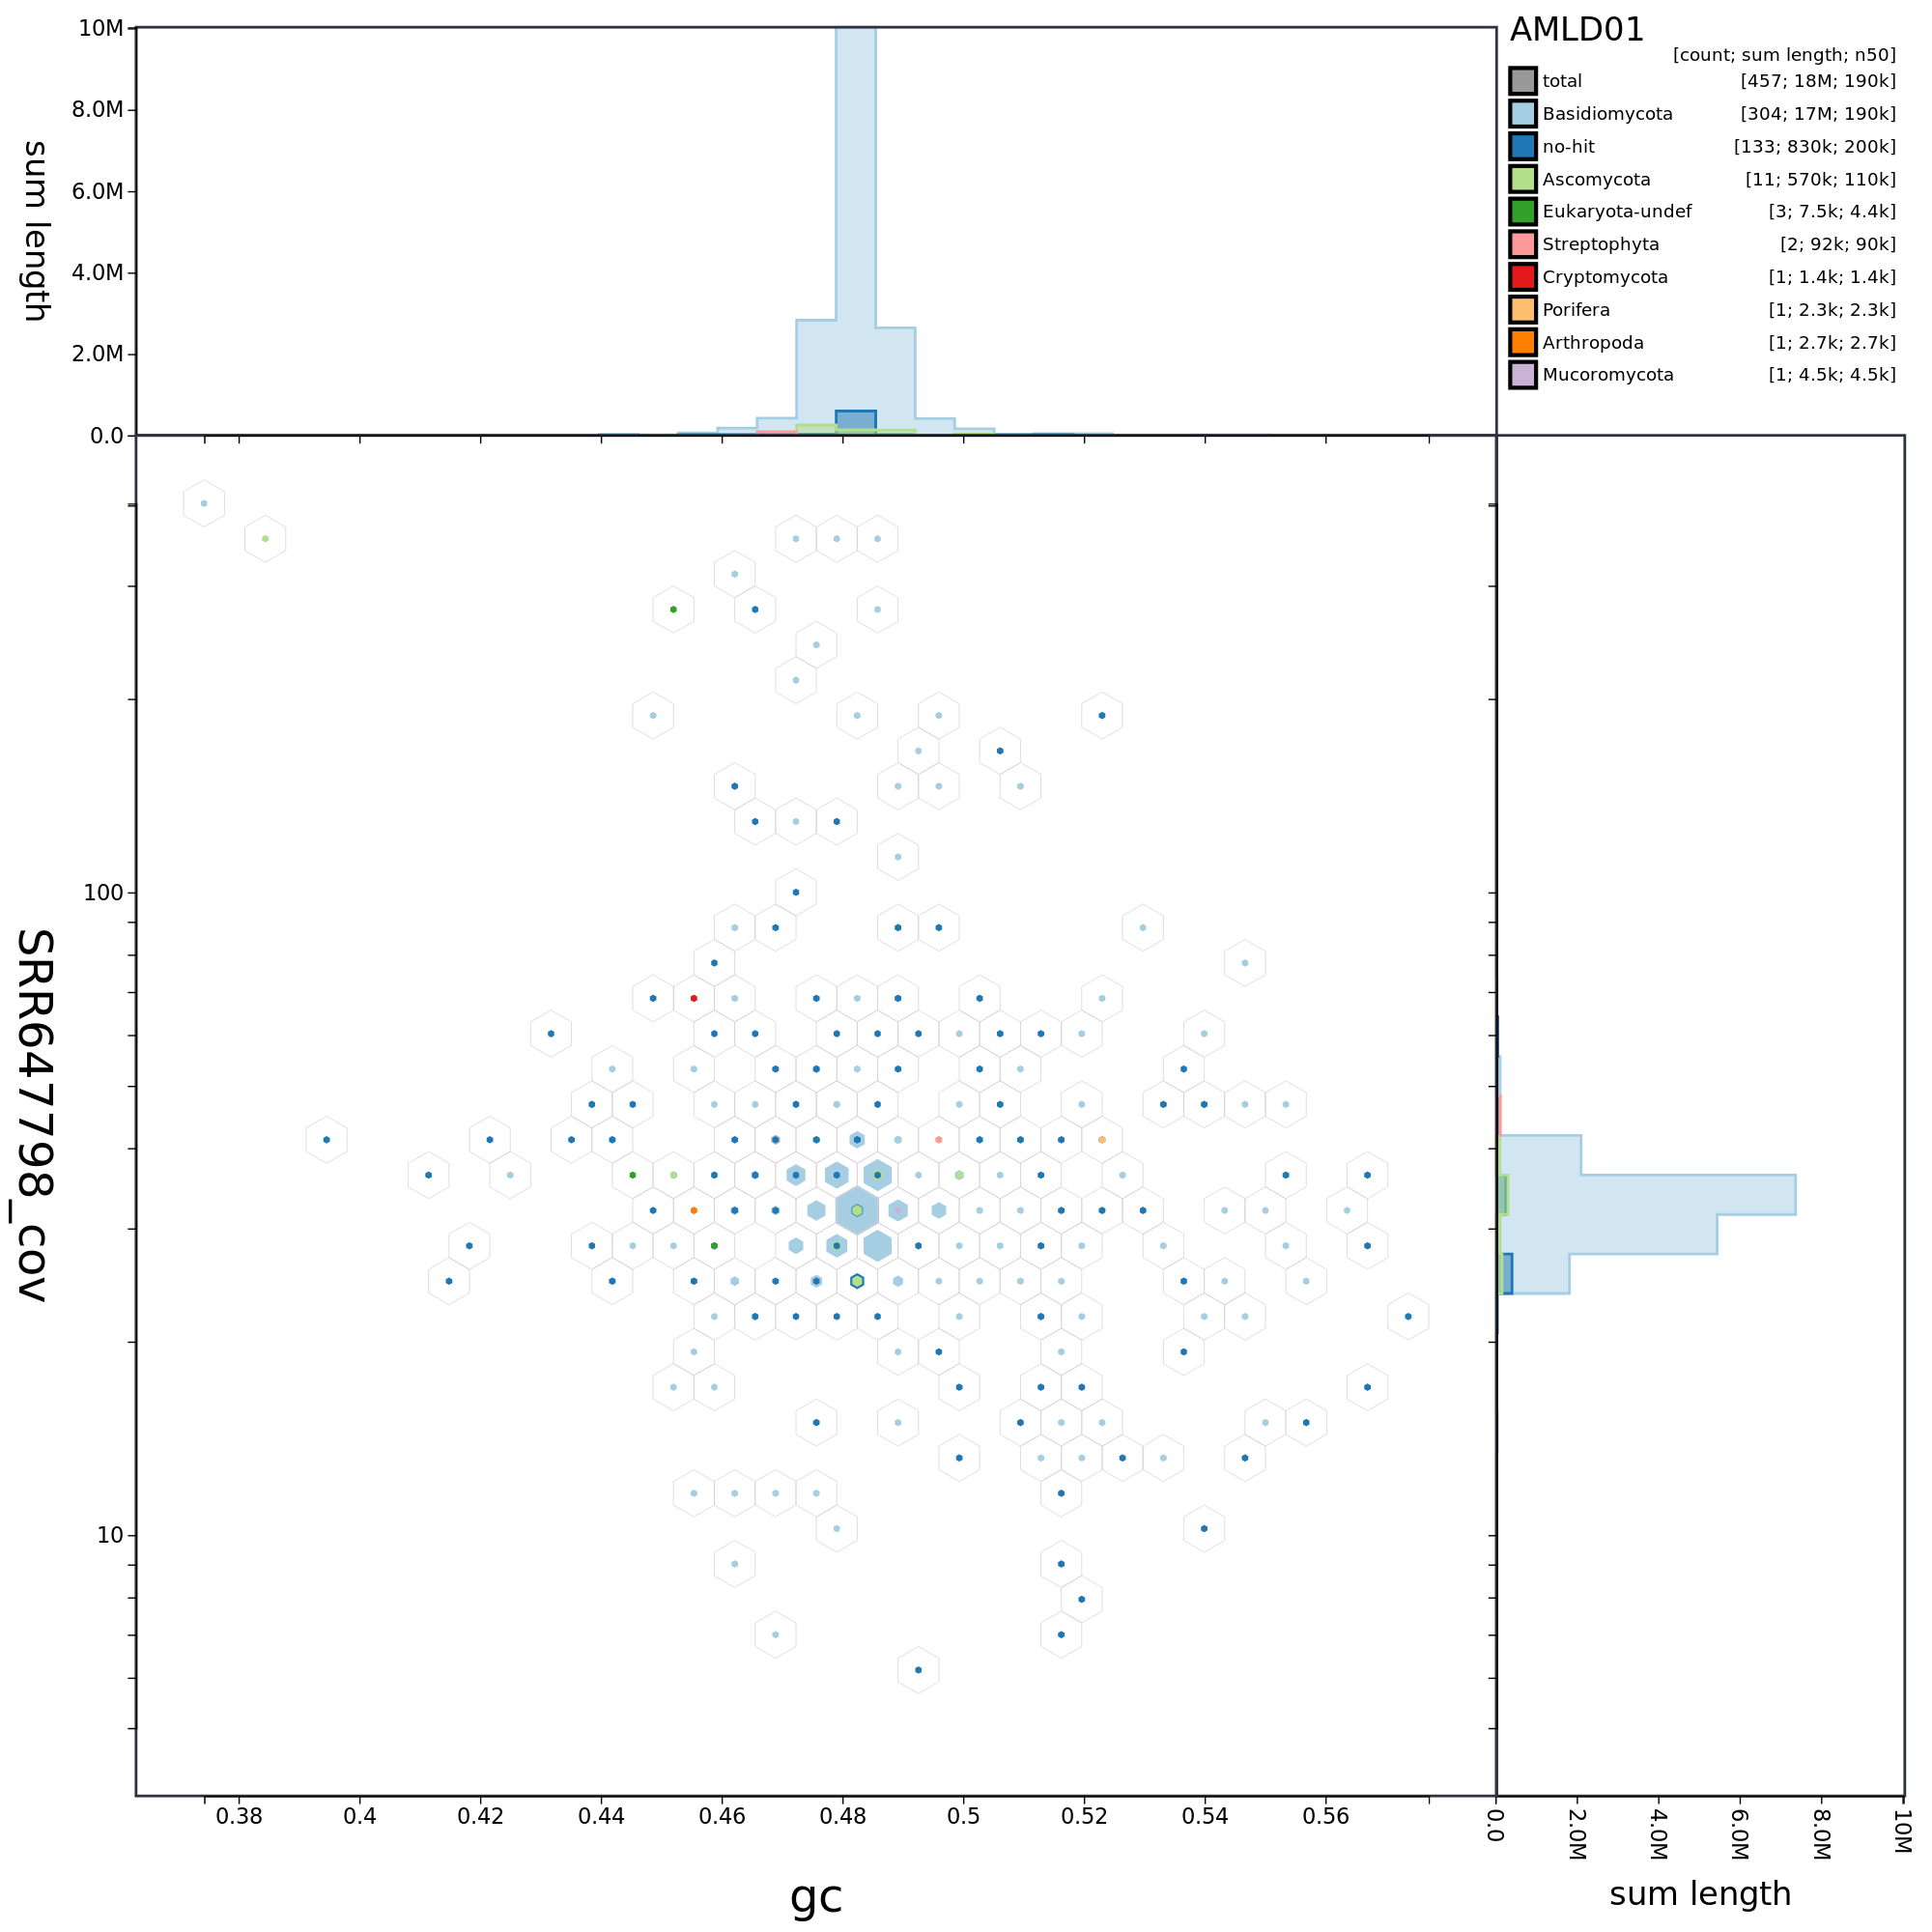 AMLD01
[count; sum length; n50]
total [457; 18M; 190k]
Basidiomycota [304; 17M; 190k]
no-hit [133; 830k; 200k]
Ascomycota [11; 570k; 110k]
Eukaryota-undef [3; 7.5k; 4.4k]
Streptophyta [2; 92k; 90k]
Cryptomycota [1; 1.4k; 1.4k]
Porifera [1; 2.3k; 2.3k]
Arthropoda [1; 2.7k; 2.7k]
Mucoromycota [1; 4.5k; 4.5k]
10M
8.0M
6.0M
4.0M
2.0M
0.0
sum length
100
10
SRR647798_cov
0.38 0.4 0.42 0.44 0.46 0.48 0.5 0.52 0.54 0.56
gc
0.0 2.0M 4.0M 6.0M 8.0M 10M
sum length